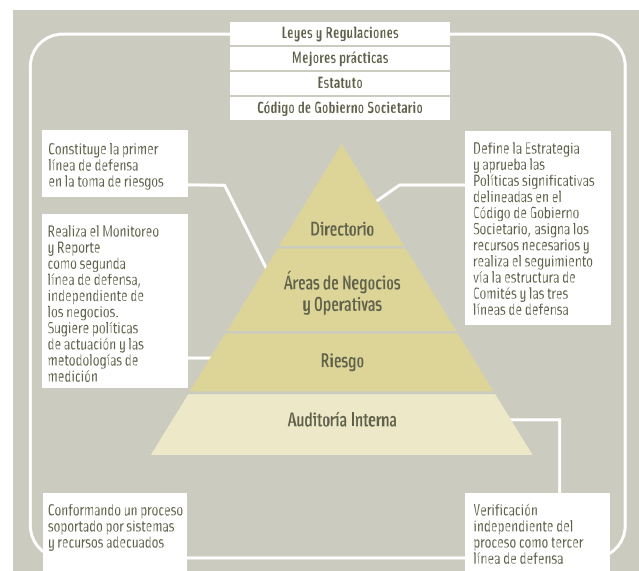 Leyes y Regulaciones
Mejores prácticas
Estatuto
Código de Gobierno Societario
Constituye la primer
línea de defensa
en la toma de riesgos
Define la Estrategia
y aprueba las
Políticas significativas
delineadas en el
Código de Gobierno
Societario, asigna los
recursos necesarios y
realiza el seguimiento
vía la estructura de
Comités y las tres
líneas de defensa
Realiza el Monitoreo
y Reporte
como segunda
línea de defensa,
independiente de
los negocios.
Sugiere políticas
de actuación y las
metodologías de
medición
Directorio
Áreas de Negocios
y Operativas
Riesgo
Auditoría Interna
Conformando un proceso
soportado por sistemas
y recursos adecuados
Verificación
independiente del
proceso como tercer
línea de defensa